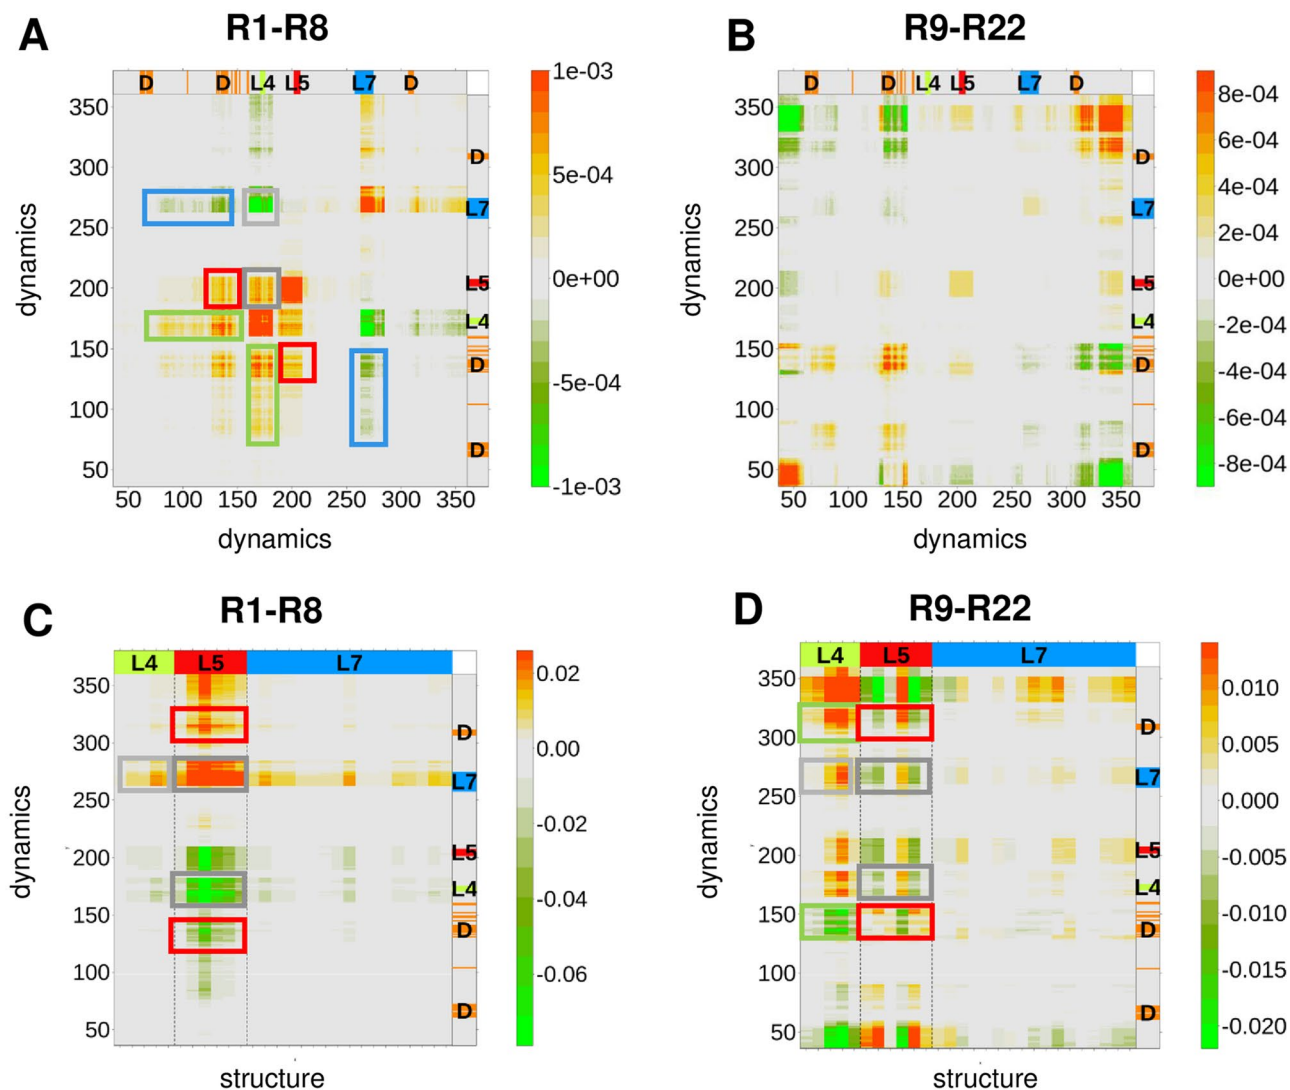 A
R1-R8
D D L4 L5 L7 D
350
300
250
200
150
100
50
dynamics
D
L7
L5
L4
D
D
50 100 150 200 250 300 350
dynamics
1e-03
5e-04
0e+00
-5e-04
-1e-03
B
R9-R22
D D L4 L5 L7 D
350
300
250
200
150
100
50
dynamics
D
L7
L5
L4
D
D
50 100 150 200 250 300 350
dynamics
8e-04
6e-04
4e-04
2e-04
0e+00
-2e-04
-4e-04
-6e-04
-8e-04
C
R1-R8
L4 L5 L7
350
300
250
200
150
100
50
dynamics
D
L7
L5
L4
D
D
structure
0.02
0.00
-0.02
-0.04
-0.06
D
R9-R22
L4 L5 L7
350
300
250
200
150
100
50
dynamics
D
L7
L5
L4
D
D
structure
0.010
0.005
0.000
-0.005
-0.010
-0.015
-0.020